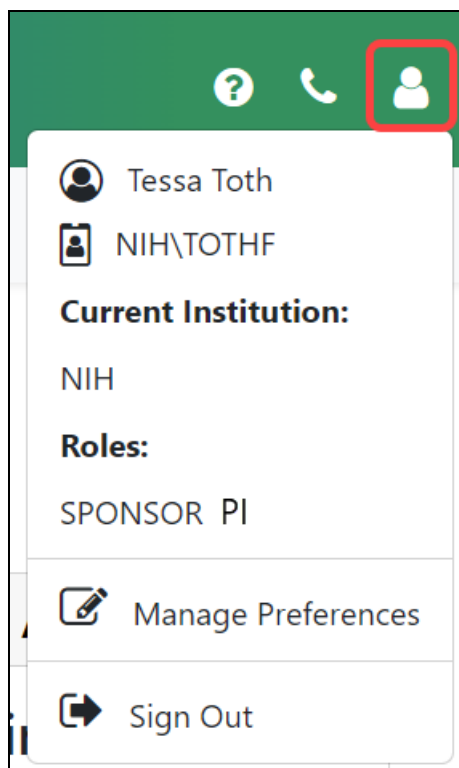 Tessa Toth
NIH\TOTHF
Current Institution:
NIH
Roles:
SPONSOR PI
Manage Preferences
Sign Out